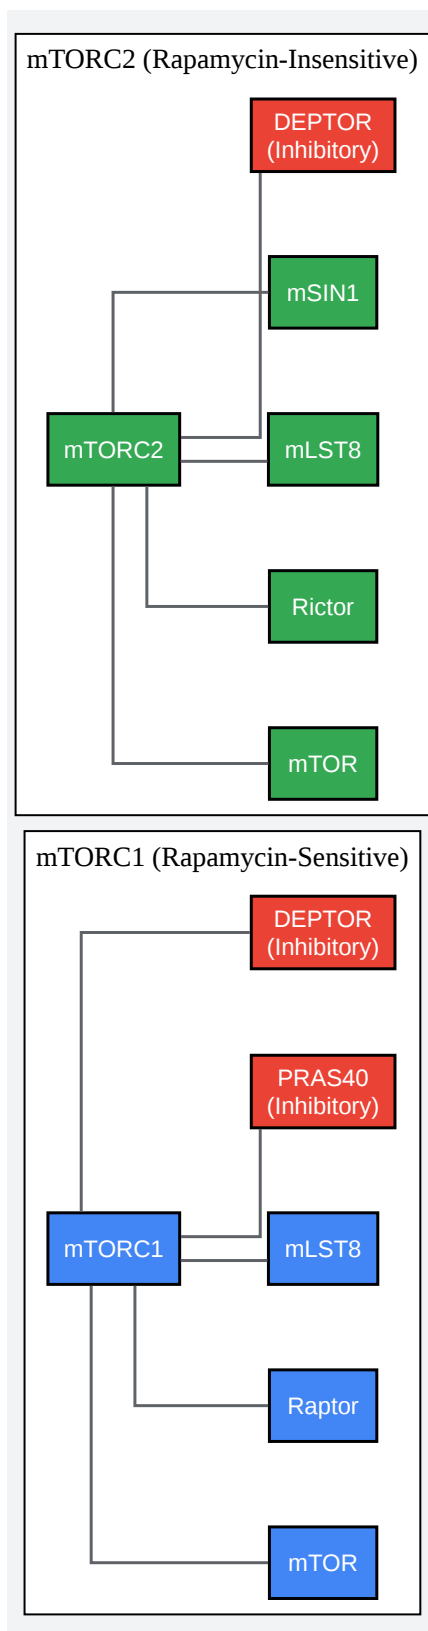 mTORC2 (Rapamycin-Insensitive)
DEPTOR
(Inhibitory)
mSIN1
mTORC2
mLST8
Rictor
mTOR
mTORC1 (Rapamycin-Sensitive)
DEPTOR
(Inhibitory)
PRAS40
(Inhibitory)
mTORC1
mLST8
Raptor
mTOR